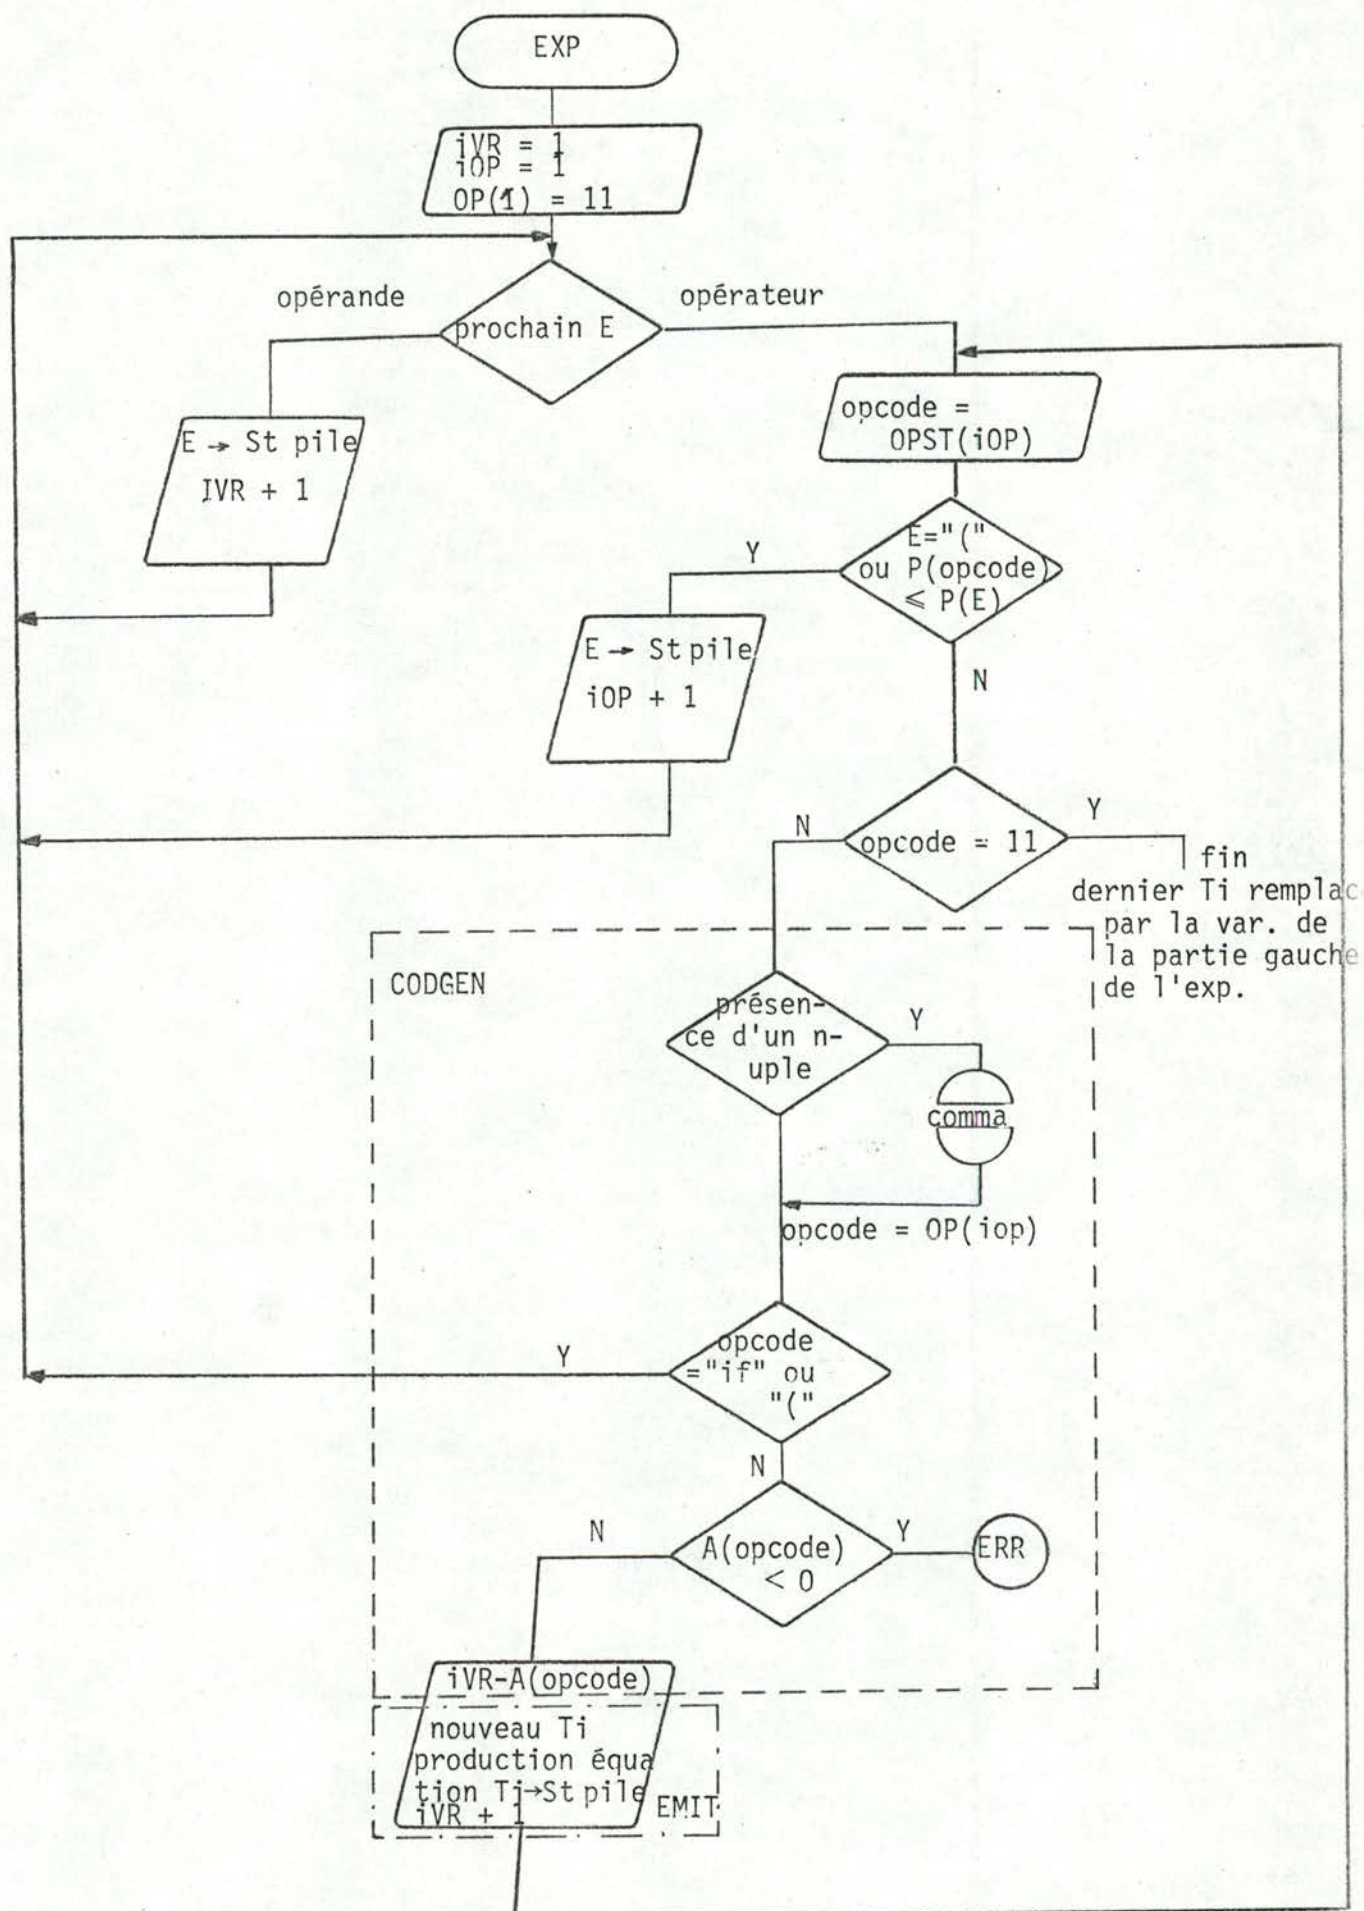 EXP
iVR = 1
iOP = 1
OP(1) = 11
opérande
opérateur
prochain E
E → St pile
IVR + 1
opcode =
OPST(iOP)
E="("
ou P(opcode)
≤ P(E)
Y
N
E → St pile
iOP + 1
opcode = 11
N
Y
fin
dernier Ti remplac
par la var. de
la partie gauche
de l'exp.
CODGEN
présen-
ce d'un n-
uple
Y
comma
opcode = OP(iop)
opcode
="if" ou
"("
Y
N
A(opcode)
< 0
N
Y
ERR
iVR-A(opcode)
nouveau Ti
production équa
tion Ti→St pile
iVR + 1
EMIT